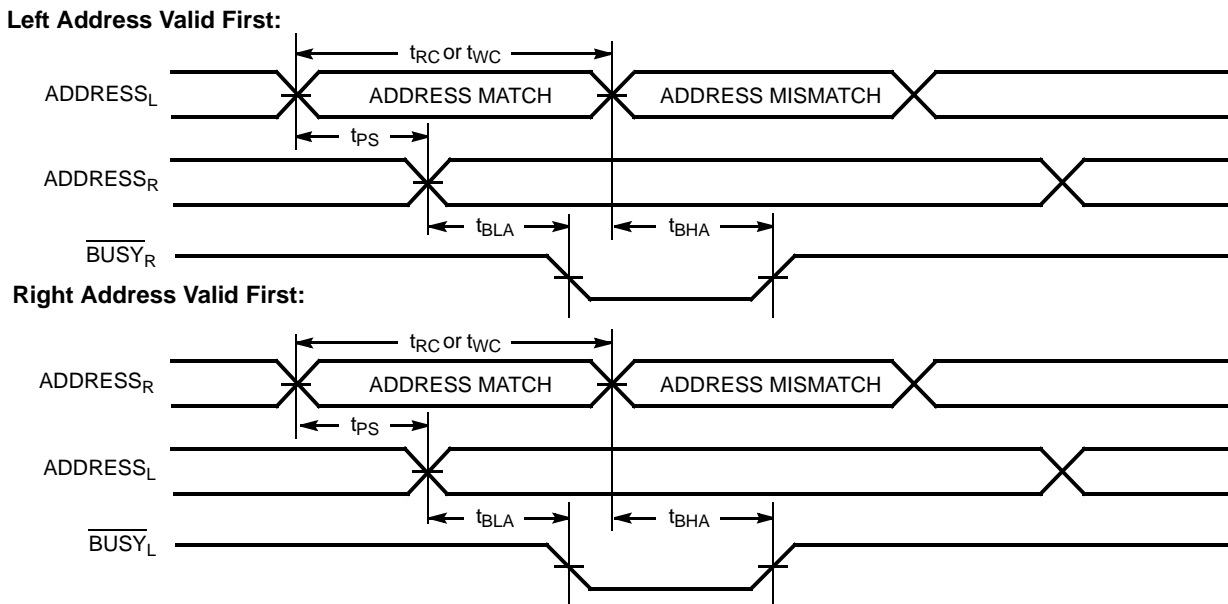 Left Address Valid First:
tRC or tWC
ADDRESSL ADDRESS MATCH ADDRESS MISMATCH
tPS
ADDRESSR
tBLA tBHA
BUSYR
Right Address Valid First:
tRC or tWC
ADDRESSR ADDRESS MATCH ADDRESS MISMATCH
tPS
ADDRESSL
tBLA tBHA
BUSYL